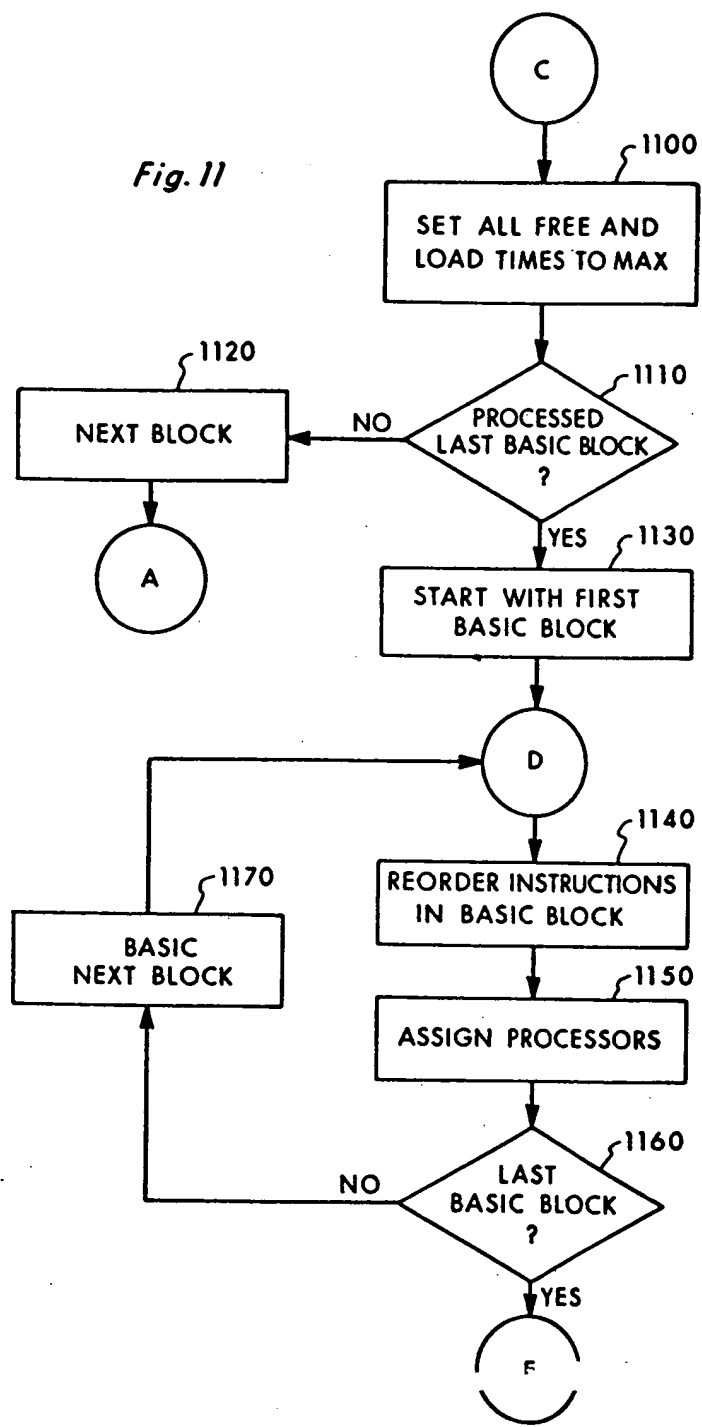 C
Fig. 11
1100
SET ALL FREE AND
LOAD TIMES TO MAX
1110
PROCESSED
LAST BASIC BLOCK
?
NO
1120
NEXT BLOCK
A
YES
1130
START WITH FIRST
BASIC BLOCK
D
1140
REORDER INSTRUCTIONS
IN BASIC BLOCK
1150
ASSIGN PROCESSORS
1160
LAST
BASIC BLOCK
?
NO
1170
BASIC
NEXT BLOCK
YES